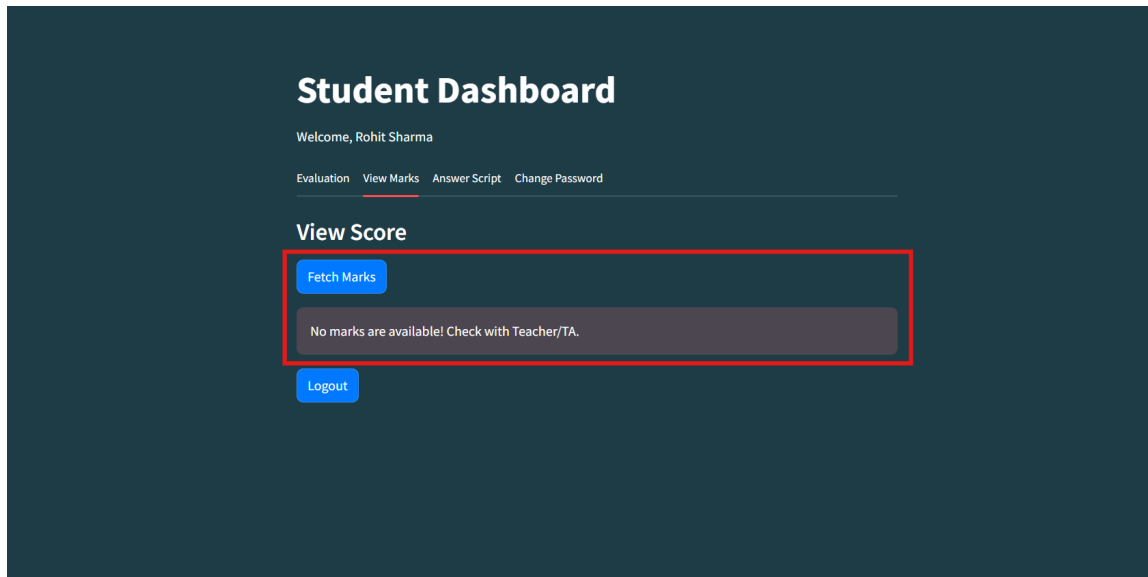 Student Dashboard
Welcome, Rohit Sharma
Evaluation View Marks Answer Script Change Password
View Score
Fetch Marks
No marks are available! Check with Teacher/TA.
Logout